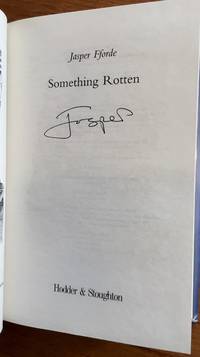 Jasper Fforde
Something Rotten
Jasper
Hodder & Stoughton